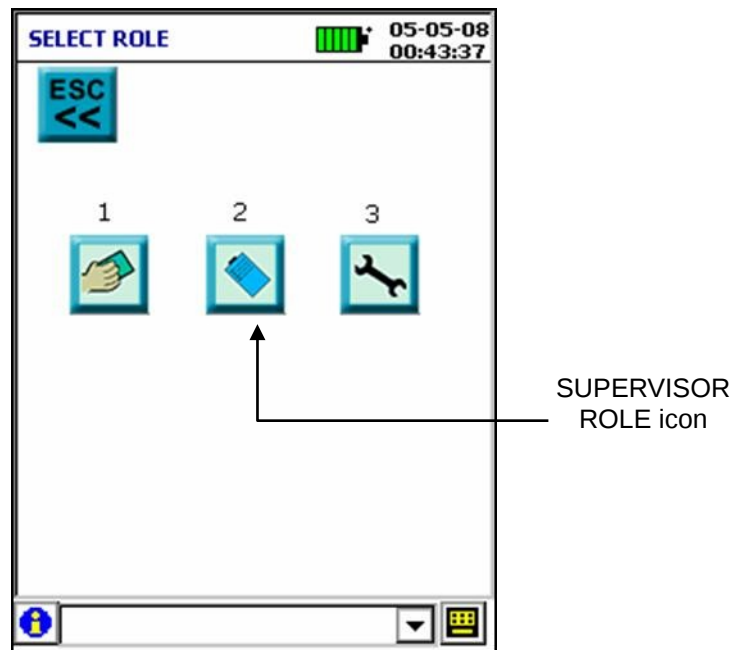 SELECT ROLE
05-05-08
00:43:37
ESC
<<
1 2 3
SUPERVISOR
ROLE icon